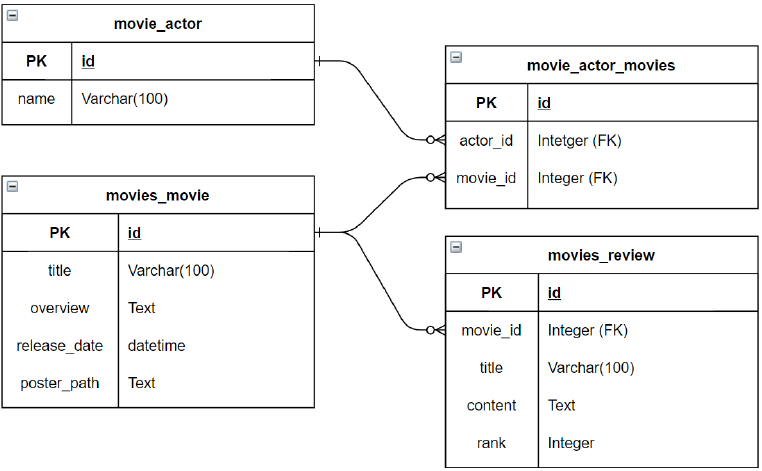 movie_actor
PK id
name Varchar(100)
movie_actor_movies
PK id
actor_id Intetger (FK)
movie_id Integer (FK)
movies_movie
PK id
title Varchar(100)
overview Text
release_date datetime
poster_path Text
movies_review
PK id
movie_id Integer (FK)
title Varchar(100)
content Text
rank Integer